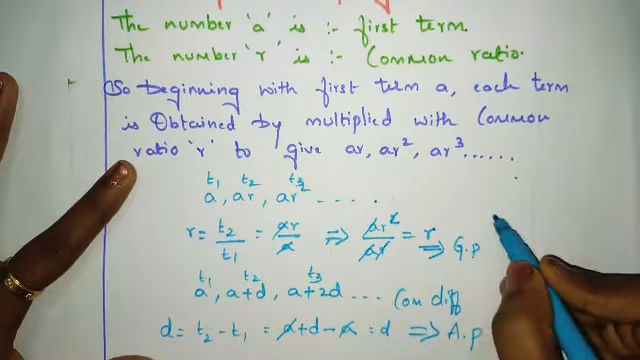 The number 'a' is :- first term.
The number 'r' is :- Common ratio.
So beginning with first term a, each term
is Obtained by multiplied with Common
ratio 'r' to give ar, ar², ar³......
t₁ t₂ t₃
a, ar, ar² .....
r = t₂/t₁ = ar/a ⇒ ar²/ar = r ⇒ G.p
t₁ t₂ t₃
a, a+d, a+2d ... Com diff
d = t₂ - t₁ = a+d-a = d ⇒ A.p